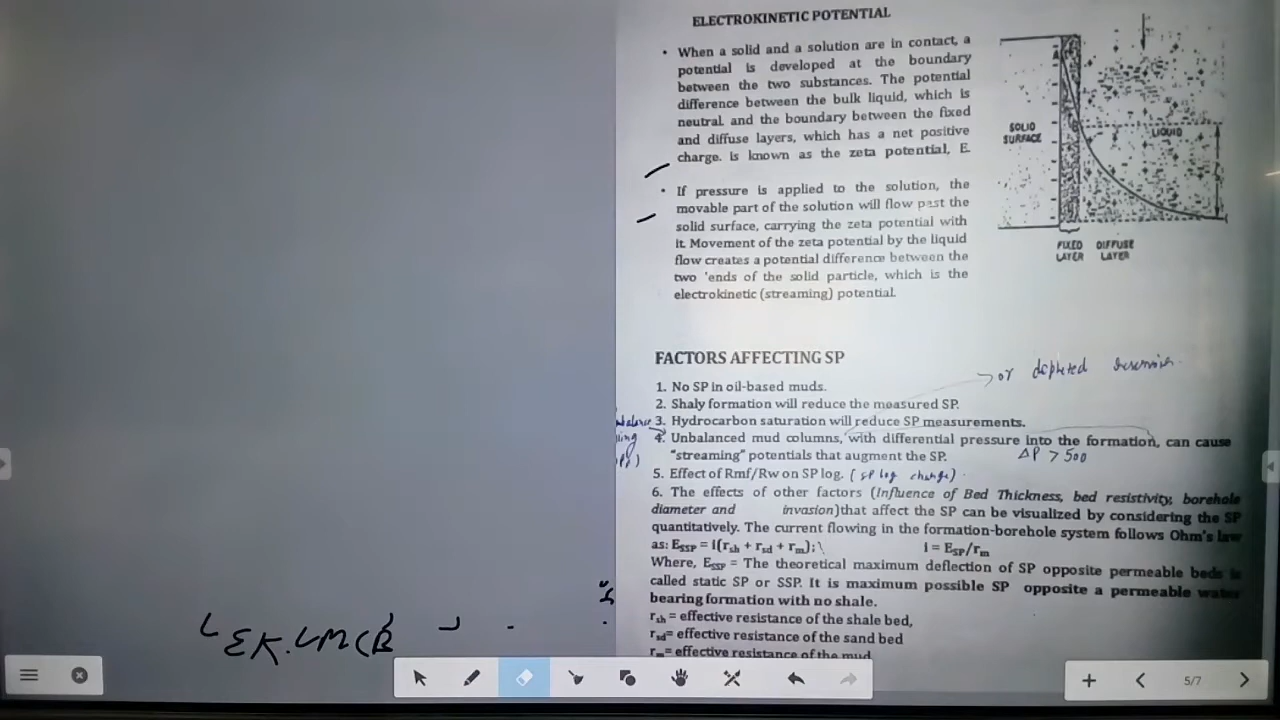 ELECTROKINETIC POTENTIAL
• When a solid and a solution are in contact, a
potential is developed at the boundary
between the two substances. The potential
difference between the bulk liquid, which is
neutral and the boundary between the fixed
and diffuse layers, which has a net positive
charge. is known as the zeta potential, E.
• If pressure is applied to the solution, the
movable part of the solution will flow past the
solid surface, carrying the zeta potential with
it. Movement of the zeta potential by the liquid
flow creates a potential difference between the
two 'ends of the solid particle, which is the
electrokinetic (streaming) potential.
SOLID
SURFACE
LIQUID
FIXED
LAYER
DIFFUSE
LAYER
FACTORS AFFECTING SP
or depleted
1. No SP in oil-based muds.
2. Shaly formation will reduce the measured SP.
3. Hydrocarbon saturation will reduce SP measurements.
4. Unbalanced mud columns, with differential pressure into the formation, can cause
"streaming" potentials that augment the SP.
ΔP > 500
5. Effect of Rmf/Rw on SP log. (SP log change)
6. The effects of other factors (Influence of Bed Thickness, bed resistivity, borehole
diameter and invasion)that affect the SP can be visualized by considering the SP
quantitatively. The current flowing in the formation-borehole system follows Ohm's law
as: ESSP = I(rsh + rsd + rm); I = ESP/rm
Where, ESSP = The theoretical maximum deflection of SP opposite permeable beds is
called static SP or SSP. It is maximum possible SP opposite a permeable water
bearing formation with no shale.
rsh = effective resistance of the shale bed,
rsd= effective resistance of the sand bed
rm= effective resistance of the mud
5/7